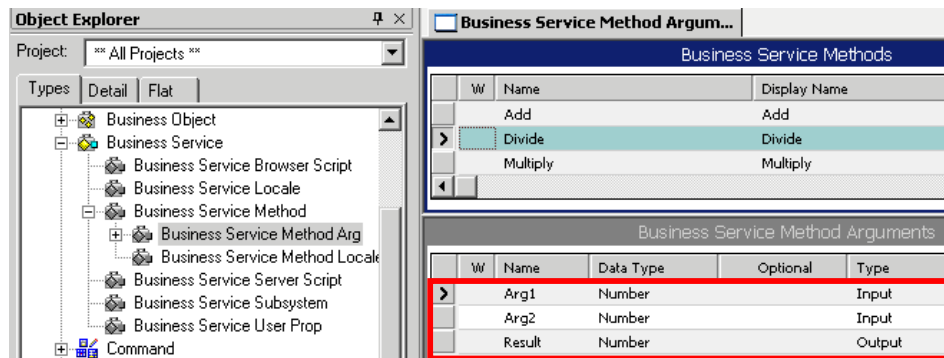 Object Explorer
Project: ** All Projects **
Types Detail Flat
Business Object
Business Service
Business Service Browser Script
Business Service Locale
Business Service Method
Business Service Method Arg
Business Service Method Locale
Business Service Server Script
Business Service Subsystem
Business Service User Prop
Command
Business Service Method Argum...
Business Service Methods
W Name Display Name
Add Add
Divide Divide
Multiply Multiply
Business Service Method Arguments
W Name Data Type Optional Type
Arg1 Number Input
Arg2 Number Input
Result Number Output